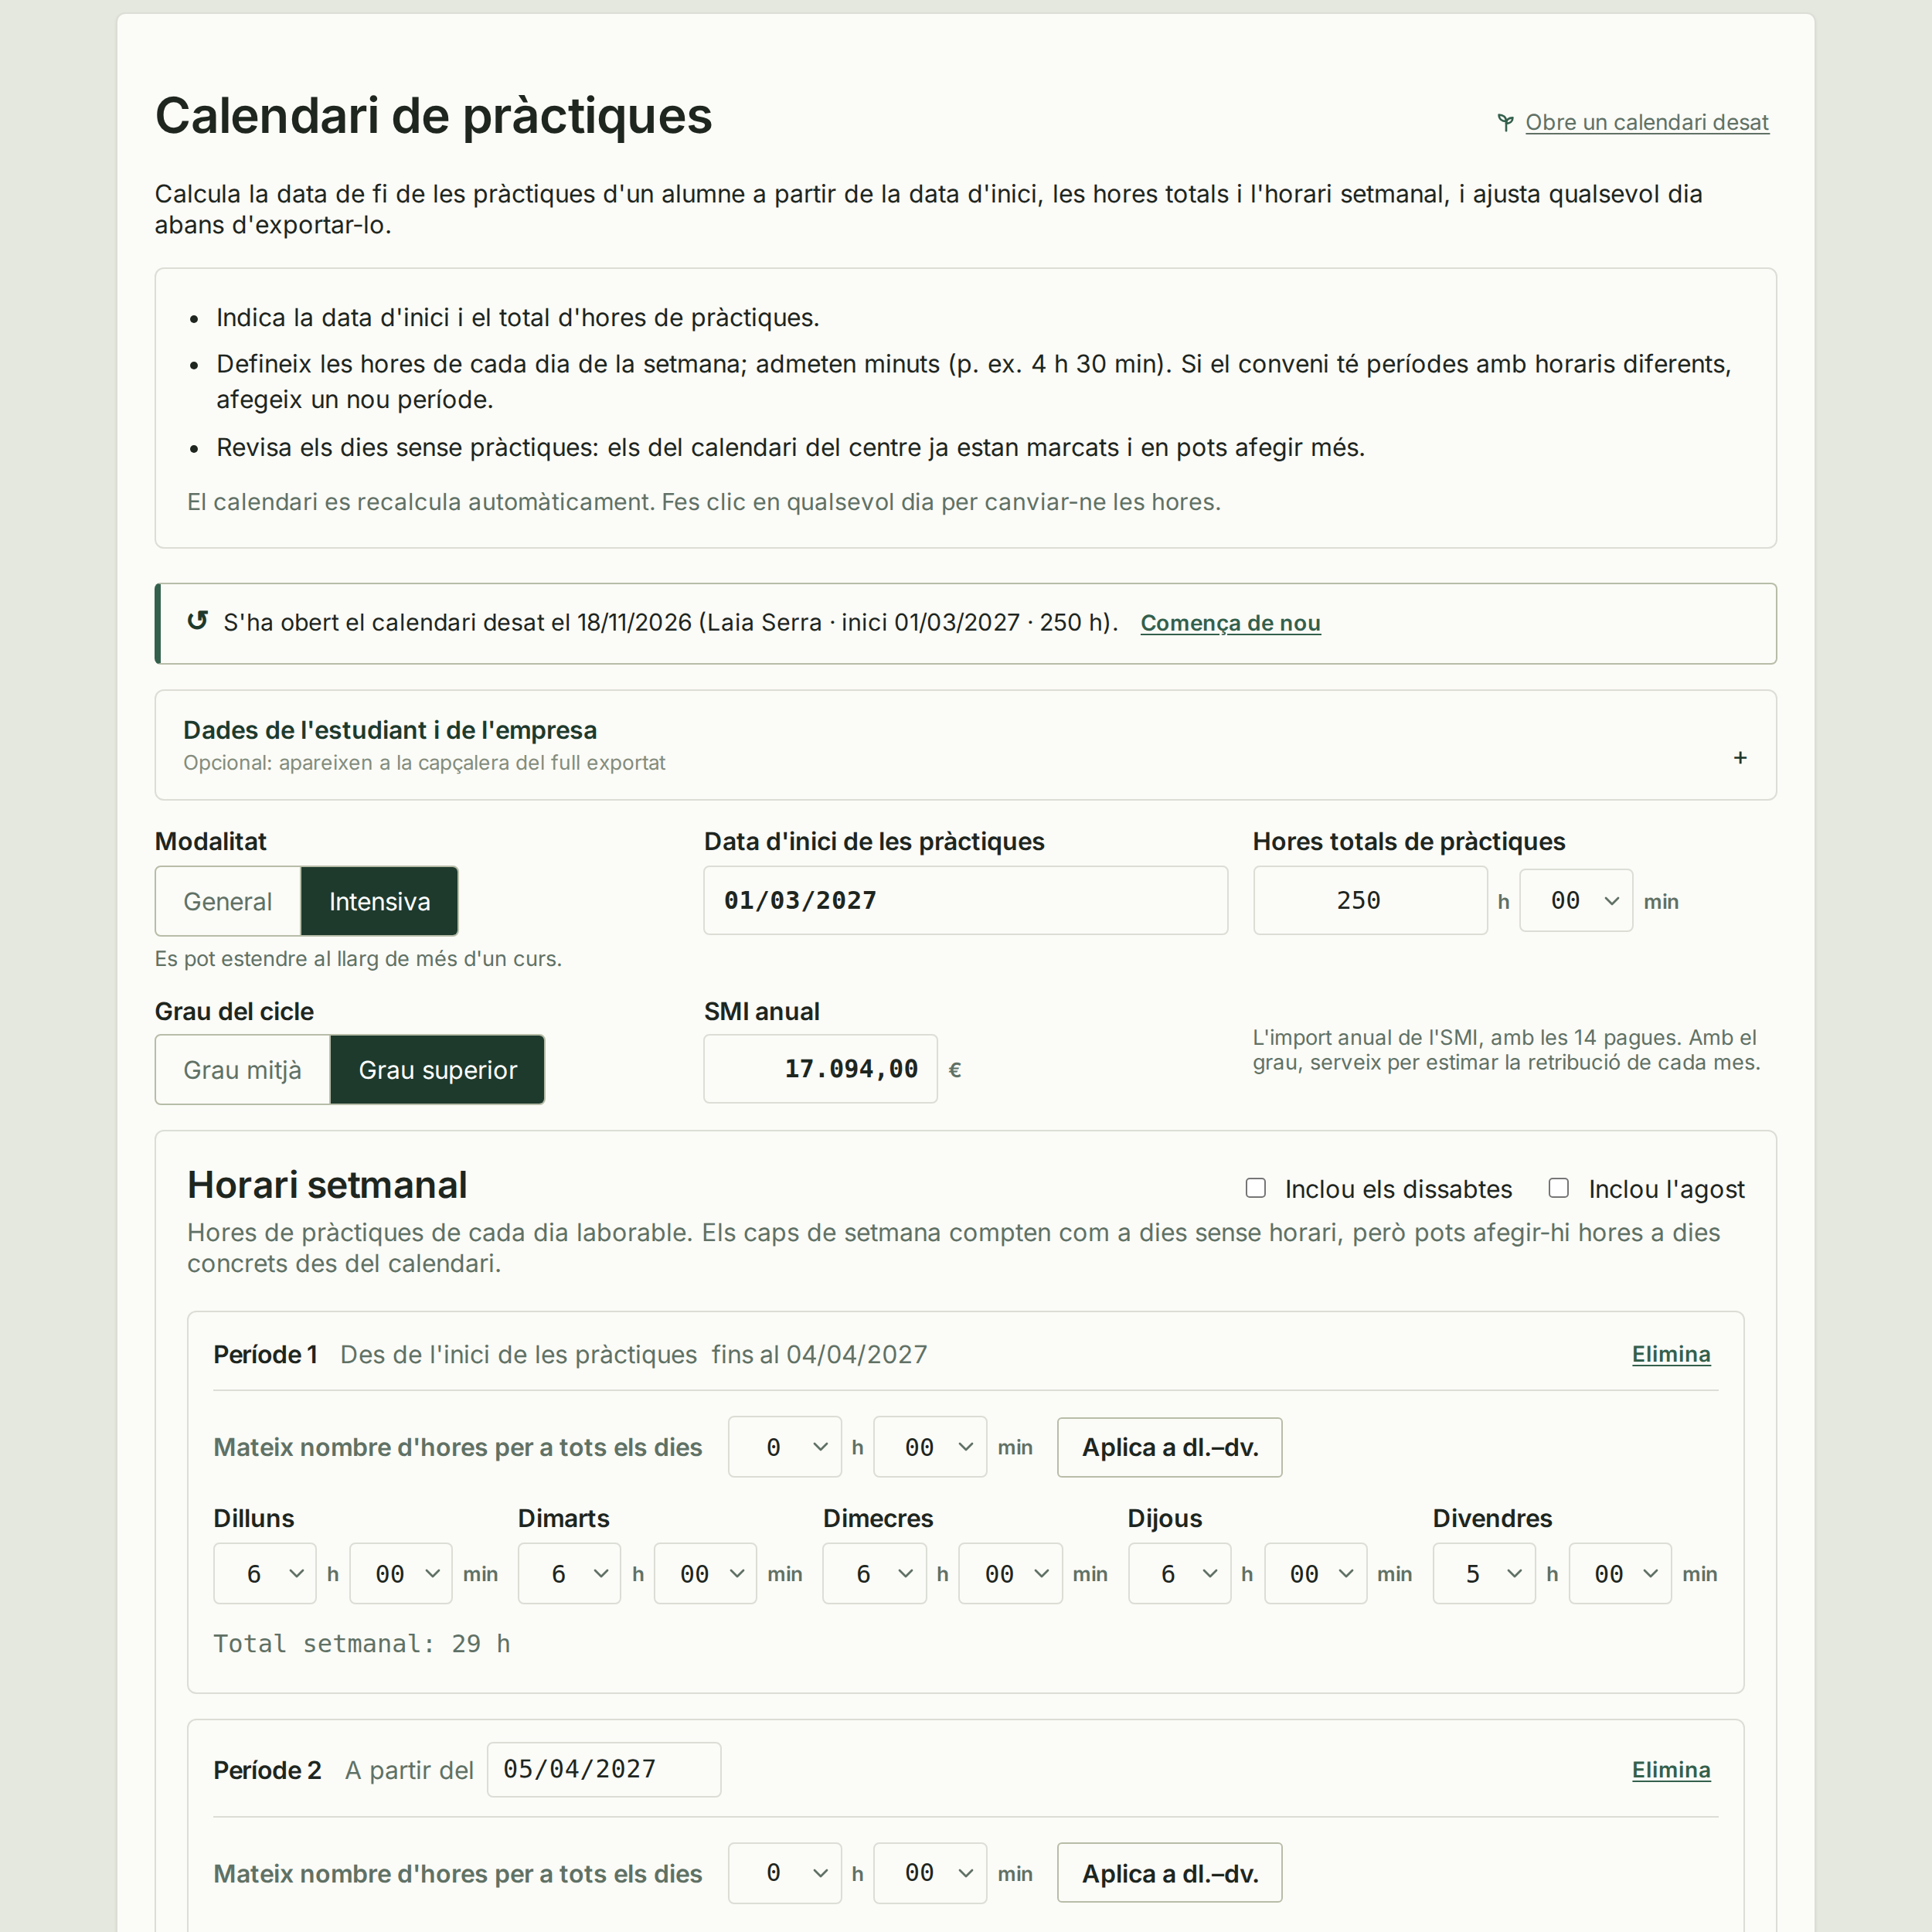 Calendari de pràctiques
Obre un calendari desat
Calcula la data de fi de les pràctiques d'un alumne a partir de la data d'inici, les hores totals i l'horari setmanal, i ajusta qualsevol dia
abans d'exportar-lo.
• Indica la data d'inici i el total d'hores de pràctiques.
• Defineix les hores de cada dia de la setmana; admeten minuts (p. ex. 4 h 30 min). Si el conveni té períodes amb horaris diferents,
afegeix un nou període.
• Revisa els dies sense pràctiques: els del calendari del centre ja estan marcats i en pots afegir més.
El calendari es recalcula automàticament. Fes clic en qualsevol dia per canviar-ne les hores.
↺ S'ha obert el calendari desat el 18/11/2026 (Laia Serra · inici 01/03/2027 · 250 h). Comença de nou
Dades de l'estudiant i de l'empresa
Opcional: apareixen a la capçalera del full exportat
+
Modalitat
General Intensiva
Es pot estendre al llarg de més d'un curs.
Data d'inici de les pràctiques
01/03/2027
Hores totals de pràctiques
250 h 00 min
Grau del cicle
Grau mitjà Grau superior
SMI anual
17.094,00 €
L'import anual de l'SMI, amb les 14 pagues. Amb el
grau, serveix per estimar la retribució de cada mes.
Horari setmanal
Inclou els dissabtes Inclou l'agost
Hores de pràctiques de cada dia laborable. Els caps de setmana compten com a dies sense horari, però pots afegir-hi hores a dies
concrets des del calendari.
Període 1 Des de l'inici de les pràctiques fins al 04/04/2027 Elimina
Mateix nombre d'hores per a tots els dies 0 h 00 min Aplica a dl.–dv.
Dilluns Dimarts Dimecres Dijous Divendres
6 h 00 min 6 h 00 min 6 h 00 min 6 h 00 min 5 h 00 min
Total setmanal: 29 h
Període 2 A partir del 05/04/2027 Elimina
Mateix nombre d'hores per a tots els dies 0 h 00 min Aplica a dl.–dv.